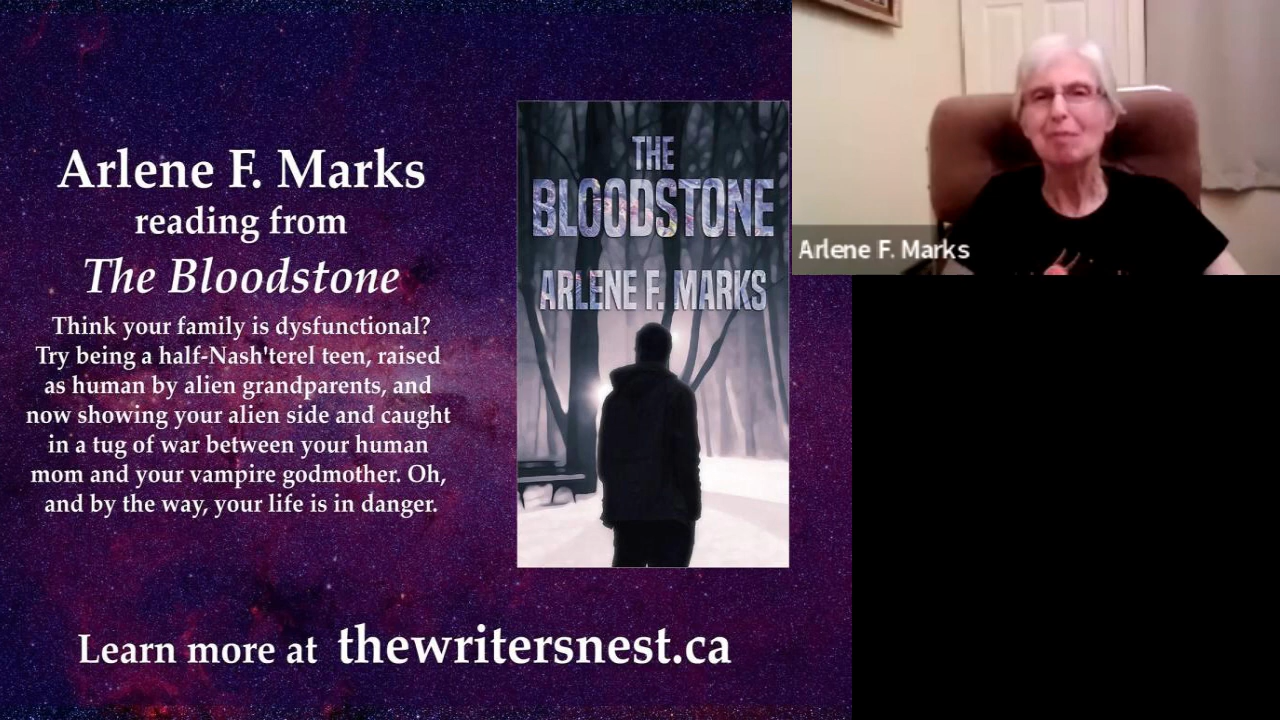 Arlene F. Marks
reading from
The Bloodstone
Think your family is dysfunctional?
Try being a half-Nash'terel teen, raised
as human by alien grandparents, and
now showing your alien side and caught
in a tug of war between your human
mom and your vampire godmother. Oh,
and by the way, your life is in danger.
THE
BLOODSTONE
ARLENE F. MARKS
Arlene F. Marks
Learn more at thewritersnest.ca